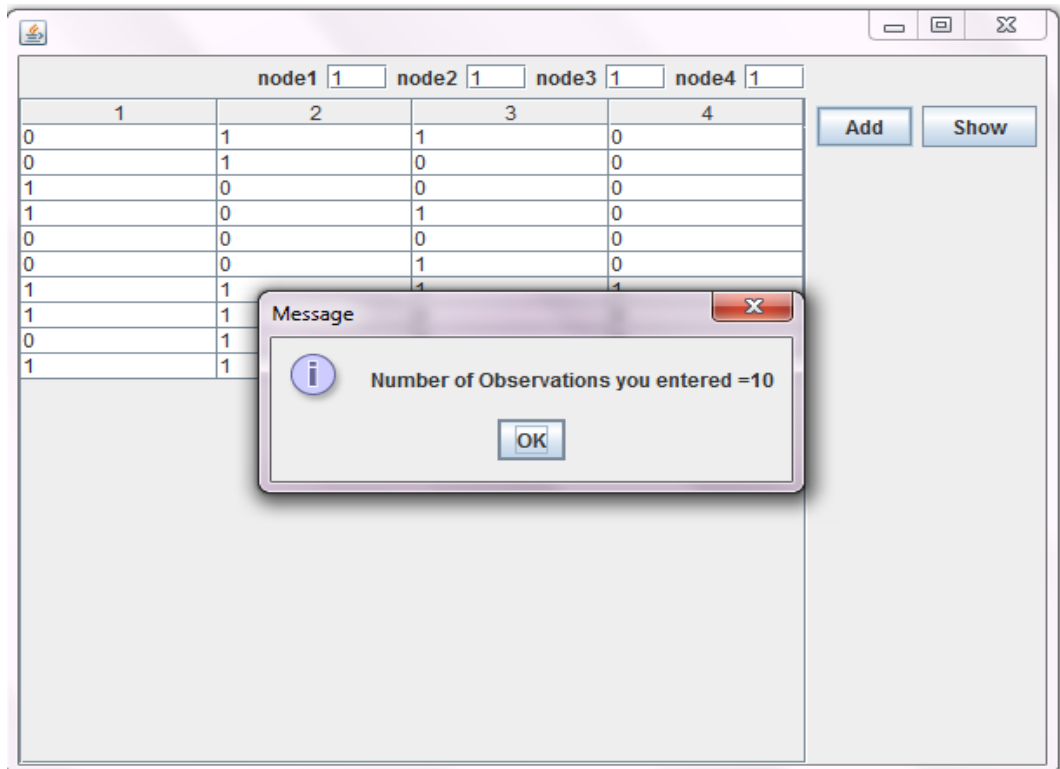 node1 1 node2 1 node3 1 node4 1
1 2 3 4
Add Show
0 1 1 0
0 1 0 0
1 0 0 0
1 0 1 0
0 0 0 0
0 0 1 0
1 1 1 1
1 1
0 1
1 1
Message
Number of Observations you entered =10
OK